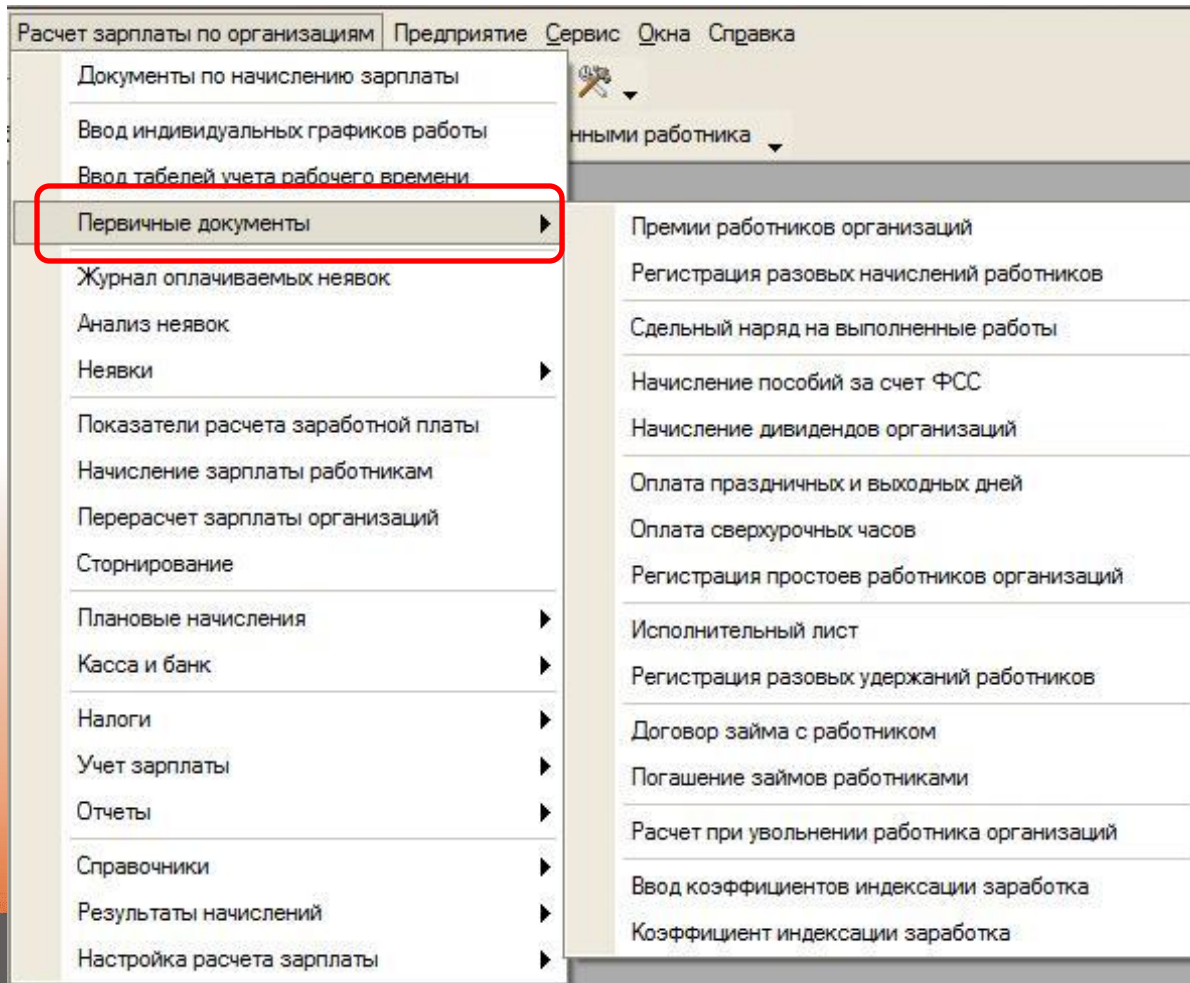 Расчет зарплаты по организациям Предприятие Сервис Окна Справка
Документы по начислению зарплаты
Ввод индивидуальных графиков работы
нными работника
Ввод табелей учета рабочего времени
Первичные документы
Журнал оплачиваемых неявок
Анализ неявок
Неявки
Показатели расчета заработной платы
Начисление зарплаты работникам
Перерасчет зарплаты организаций
Сторнирование
Плановые начисления
Касса и банк
Налоги
Учет зарплаты
Отчеты
Справочники
Результаты начислений
Настройка расчета зарплаты
Премии работников организаций
Регистрация разовых начислений работников
Сдельный наряд на выполненные работы
Начисление пособий за счет ФСС
Начисление дивидендов организаций
Оплата праздничных и выходных дней
Оплата сверхурочных часов
Регистрация простоев работников организаций
Исполнительный лист
Регистрация разовых удержаний работников
Договор займа с работником
Погашение займов работниками
Расчет при увольнении работника организаций
Ввод коэффициентов индексации заработка
Коэффициент индексации заработка